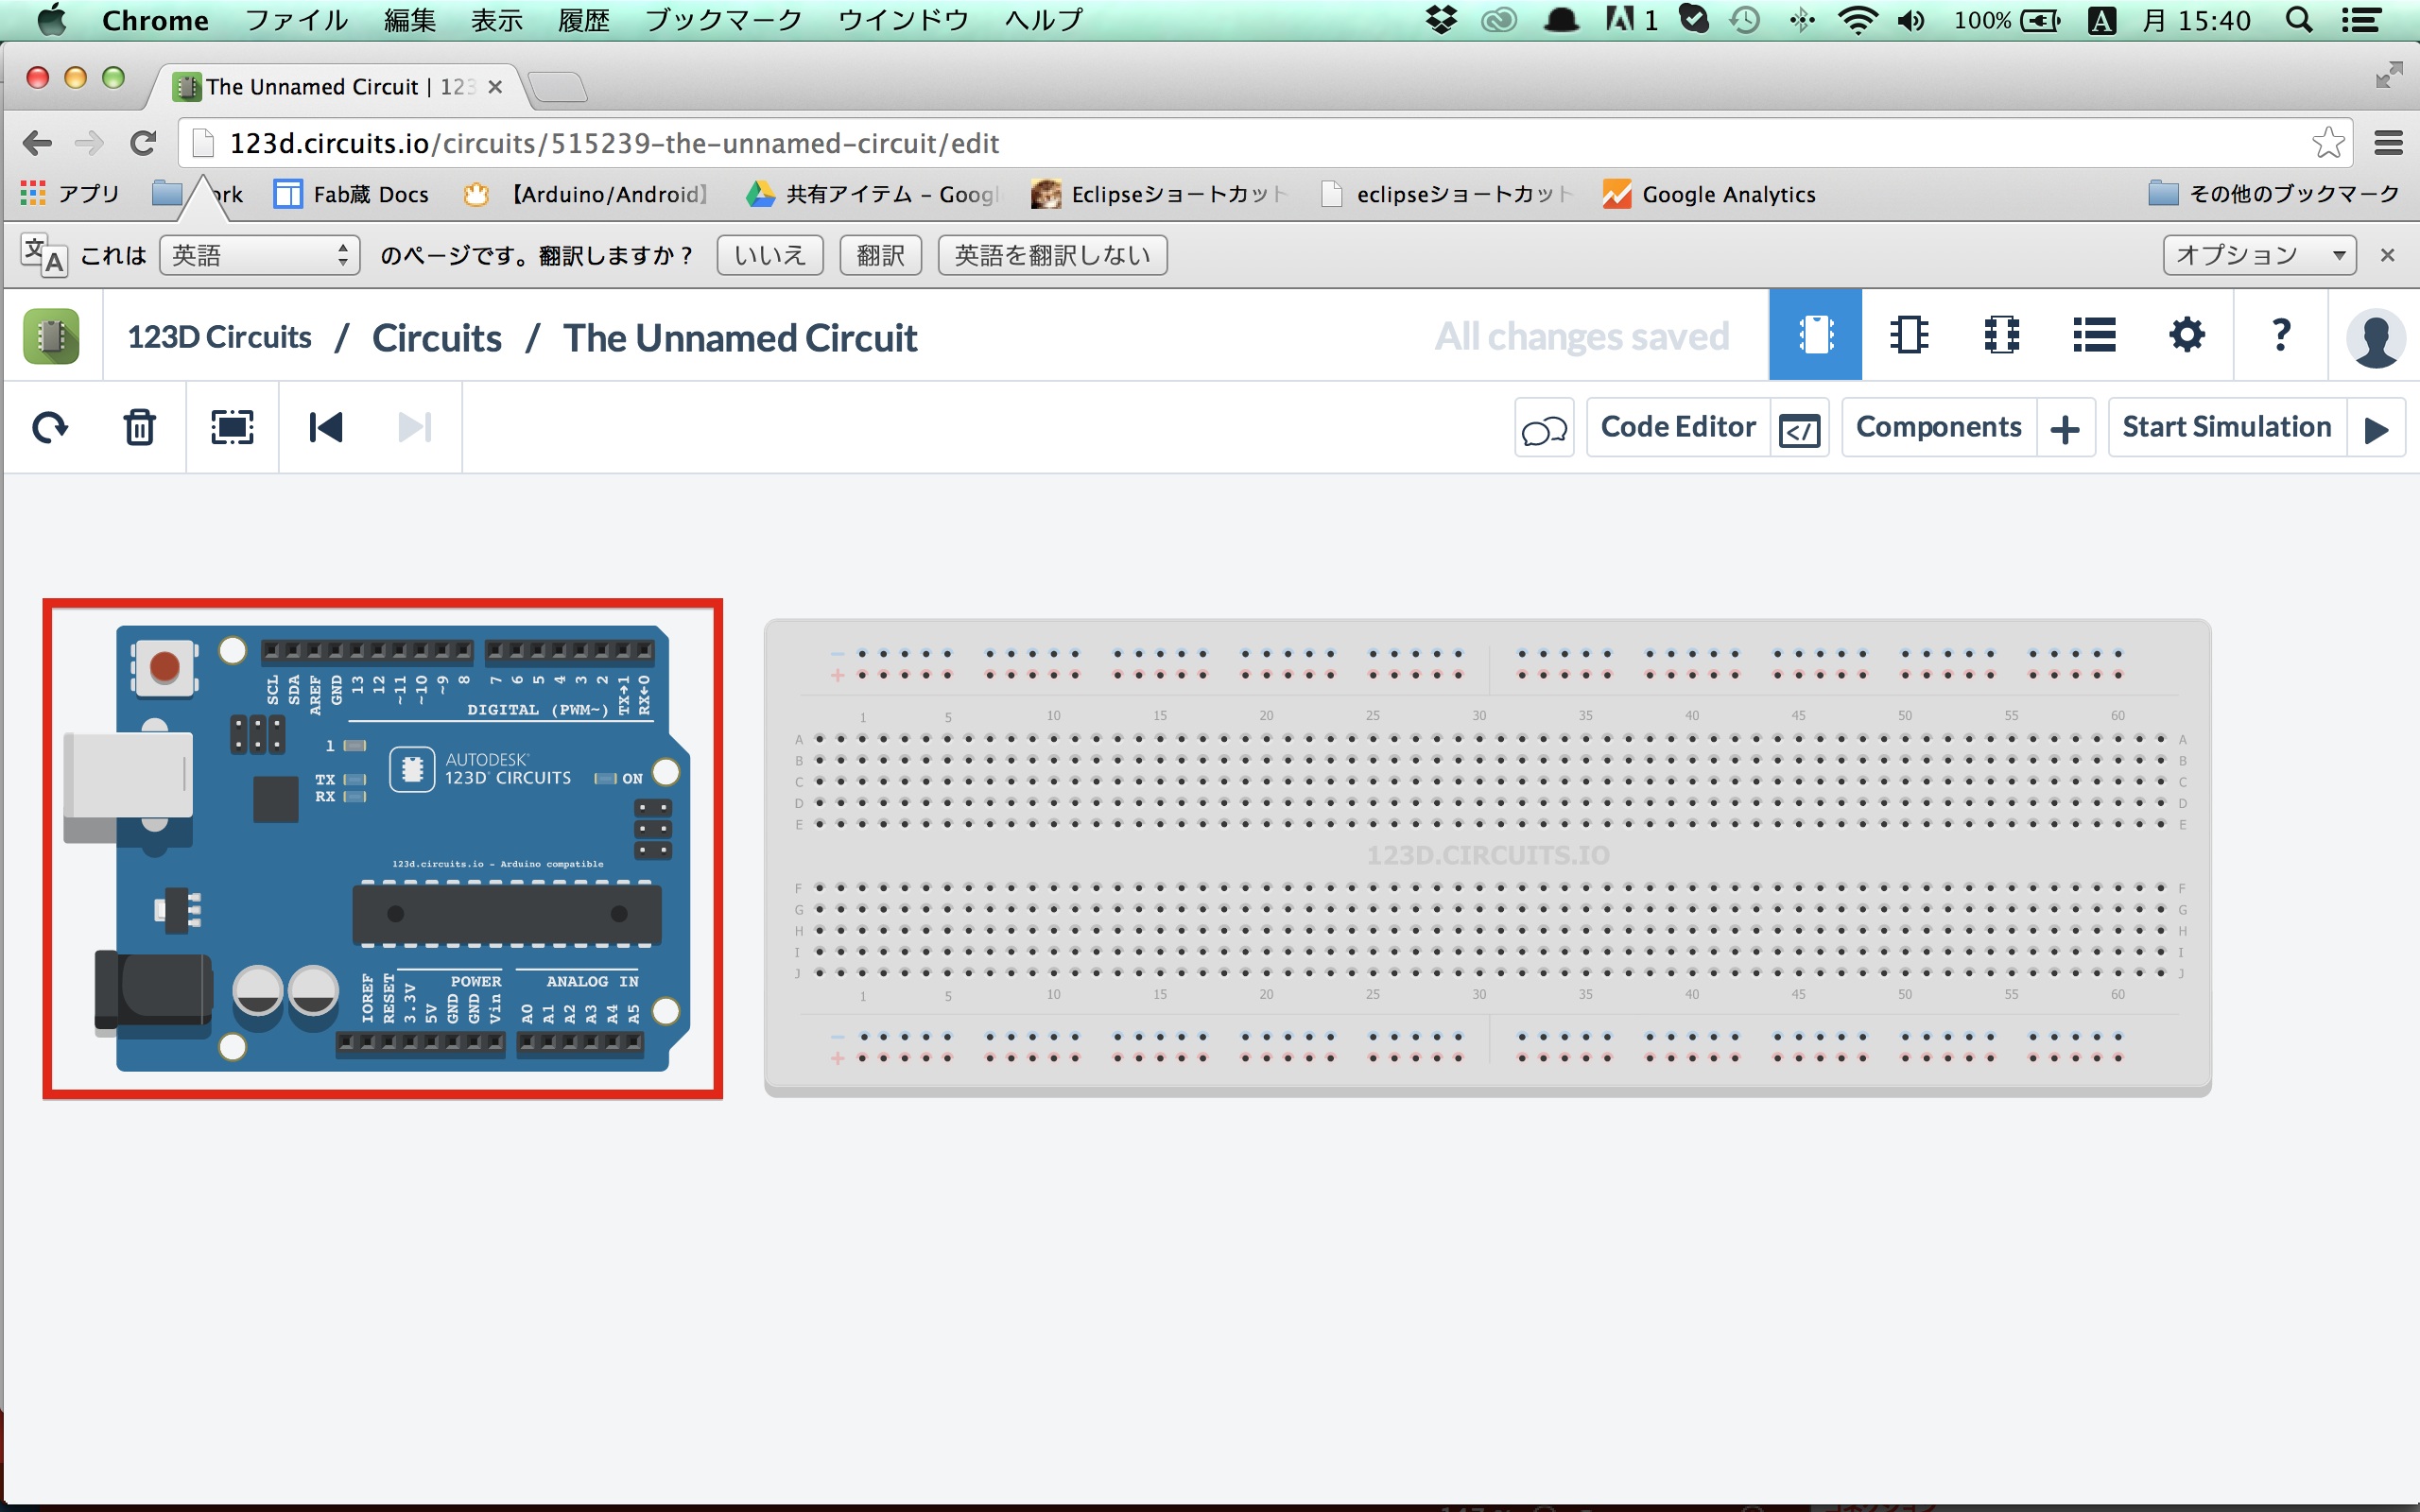 Chrome ファイル 編集 表示 履歴 ブックマーク ウインドウ ヘルプ 1 100% A 月 15:40
The Unnamed Circuit | 123
123d.circuits.io/circuits/515239-the-unnamed-circuit/edit
アプリ ork Fab蔵 Docs 【Arduino/Android】 共有アイテム – Googl Eclipseショートカット eclipseショートカット Google Analytics その他のブックマーク
文A これは 英語 のページです。翻訳しますか？ いいえ 翻訳 英語を翻訳しない オプション
123D Circuits / Circuits / The Unnamed Circuit All changes saved ?
Code Editor </> Components + Start Simulation
SCL SDA AREF GND 13 12 ~11 ~10 ~9 8 7 6 5 4 3 2 TX→1 RX←0
DIGITAL (PWM~)
1
TX
RX
AUTODESK®
123D® CIRCUITS
ON
123d.circuits.io - Arduino compatible
POWER ANALOG IN
IOREF RESET 3.3V 5V GND GND Vin A0 A1 A2 A3 A4 A5
−
+
1 5 10 15 20 25 30 35 40 45 50 55 60
A A
B B
C C
D D
E E
123D.CIRCUITS.IO
F F
G G
H H
I I
J J
1 5 10 15 20 25 30 35 40 45 50 55 60
−
+